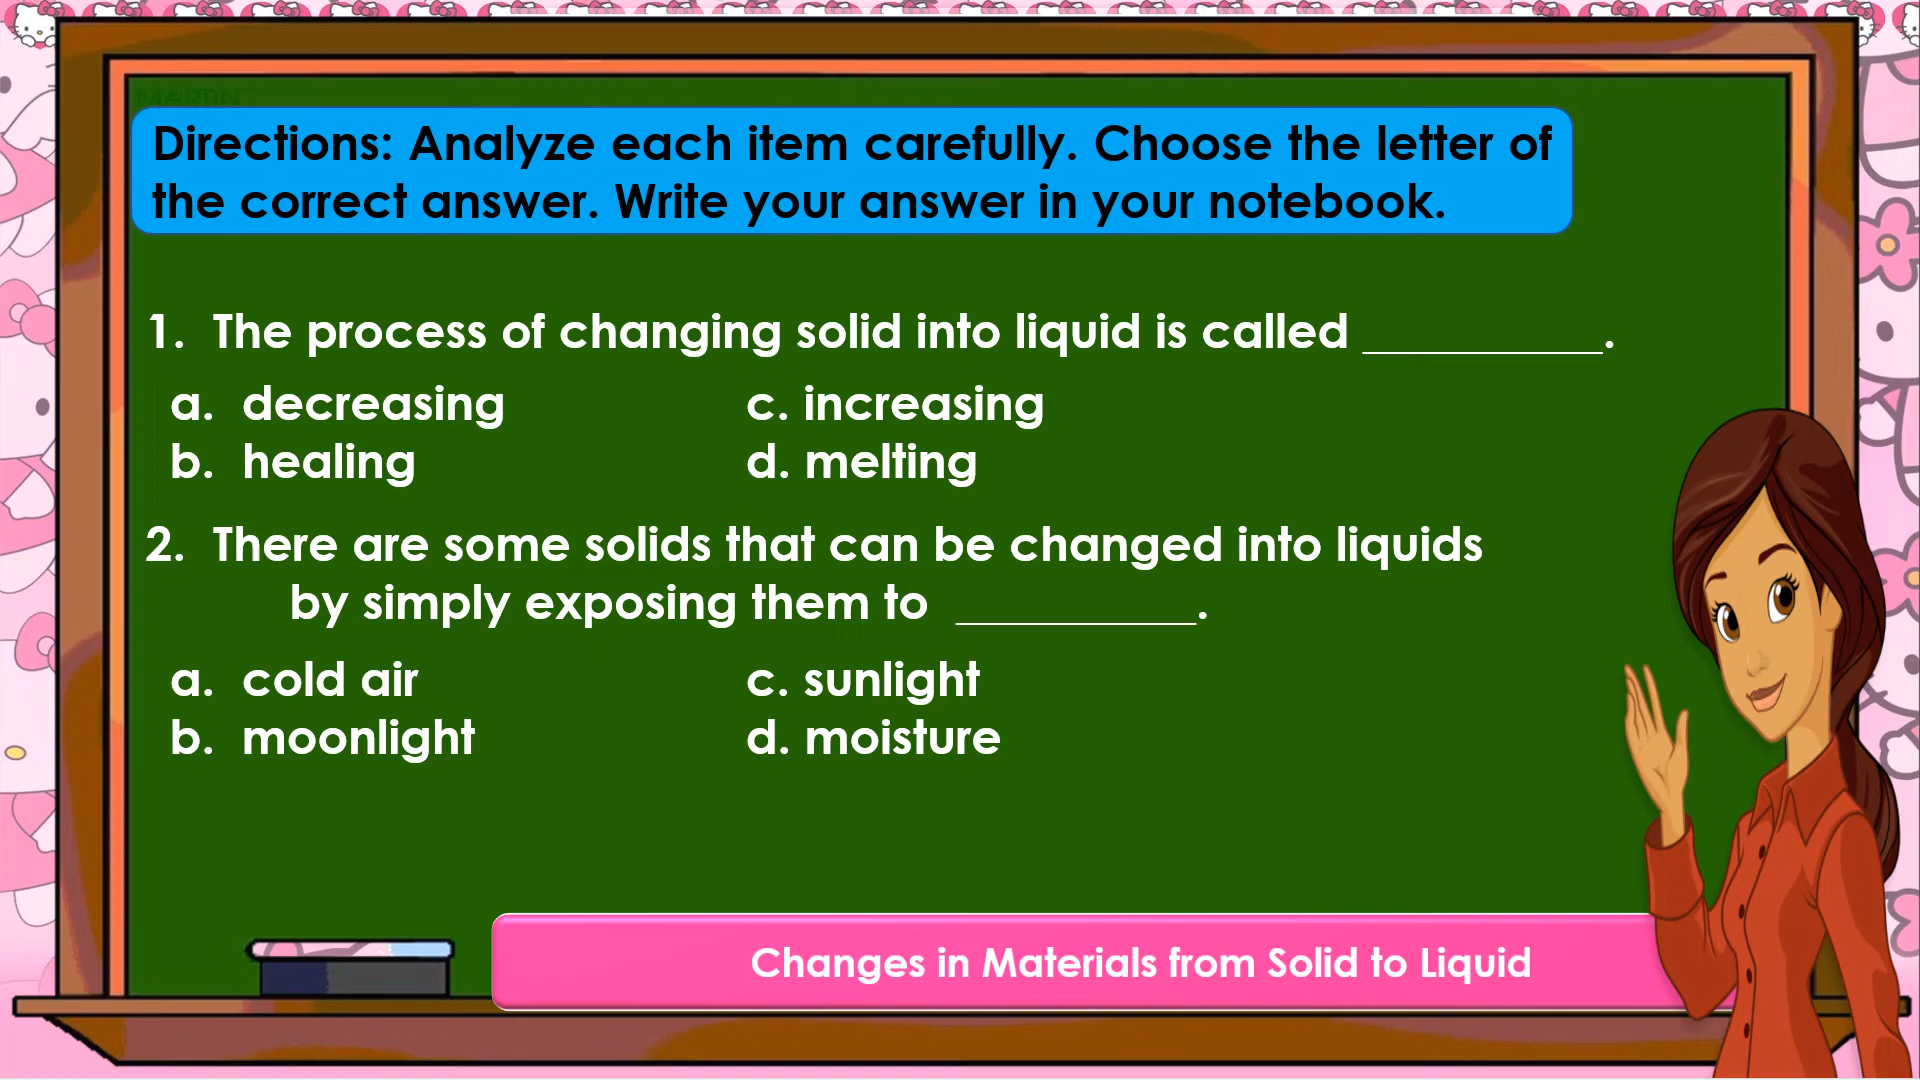 MARTIN
Directions: Analyze each item carefully. Choose the letter of
the correct answer. Write your answer in your notebook.
1. The process of changing solid into liquid is called __________.
a. decreasing c. increasing
b. healing d. melting
2. There are some solids that can be changed into liquids
by simply exposing them to __________.
a. cold air c. sunlight
b. moonlight d. moisture
Changes in Materials from Solid to Liquid